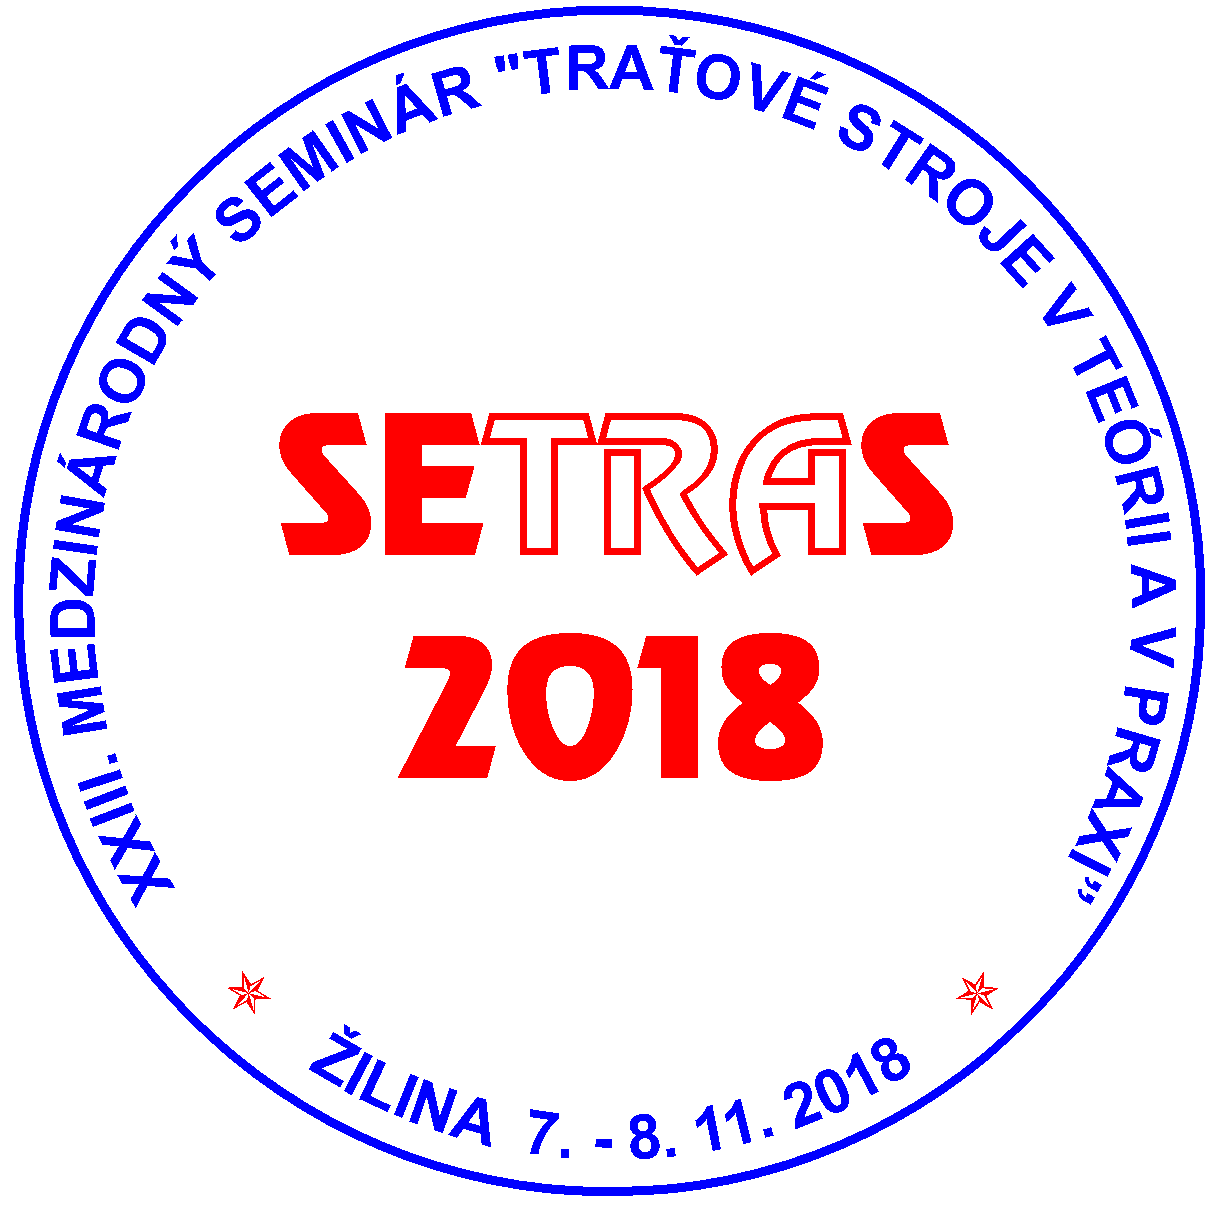 XXIII. MEDZINÁRODNÝ SEMINÁR "TRAŤOVÉ STROJE V TEÓRII A V PRAXI“
SETRAS
2018
ŽILINA 7. - 8. 11. 2018